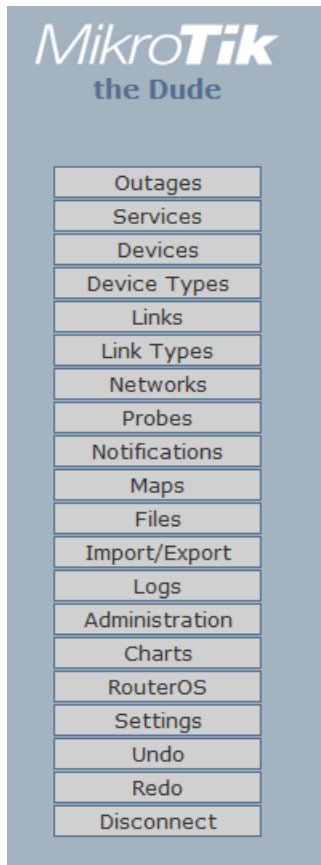 MikroTik
the Dude
Outages
Services
Devices
Device Types
Links
Link Types
Networks
Probes
Notifications
Maps
Files
Import/Export
Logs
Administration
Charts
RouterOS
Settings
Undo
Redo
Disconnect